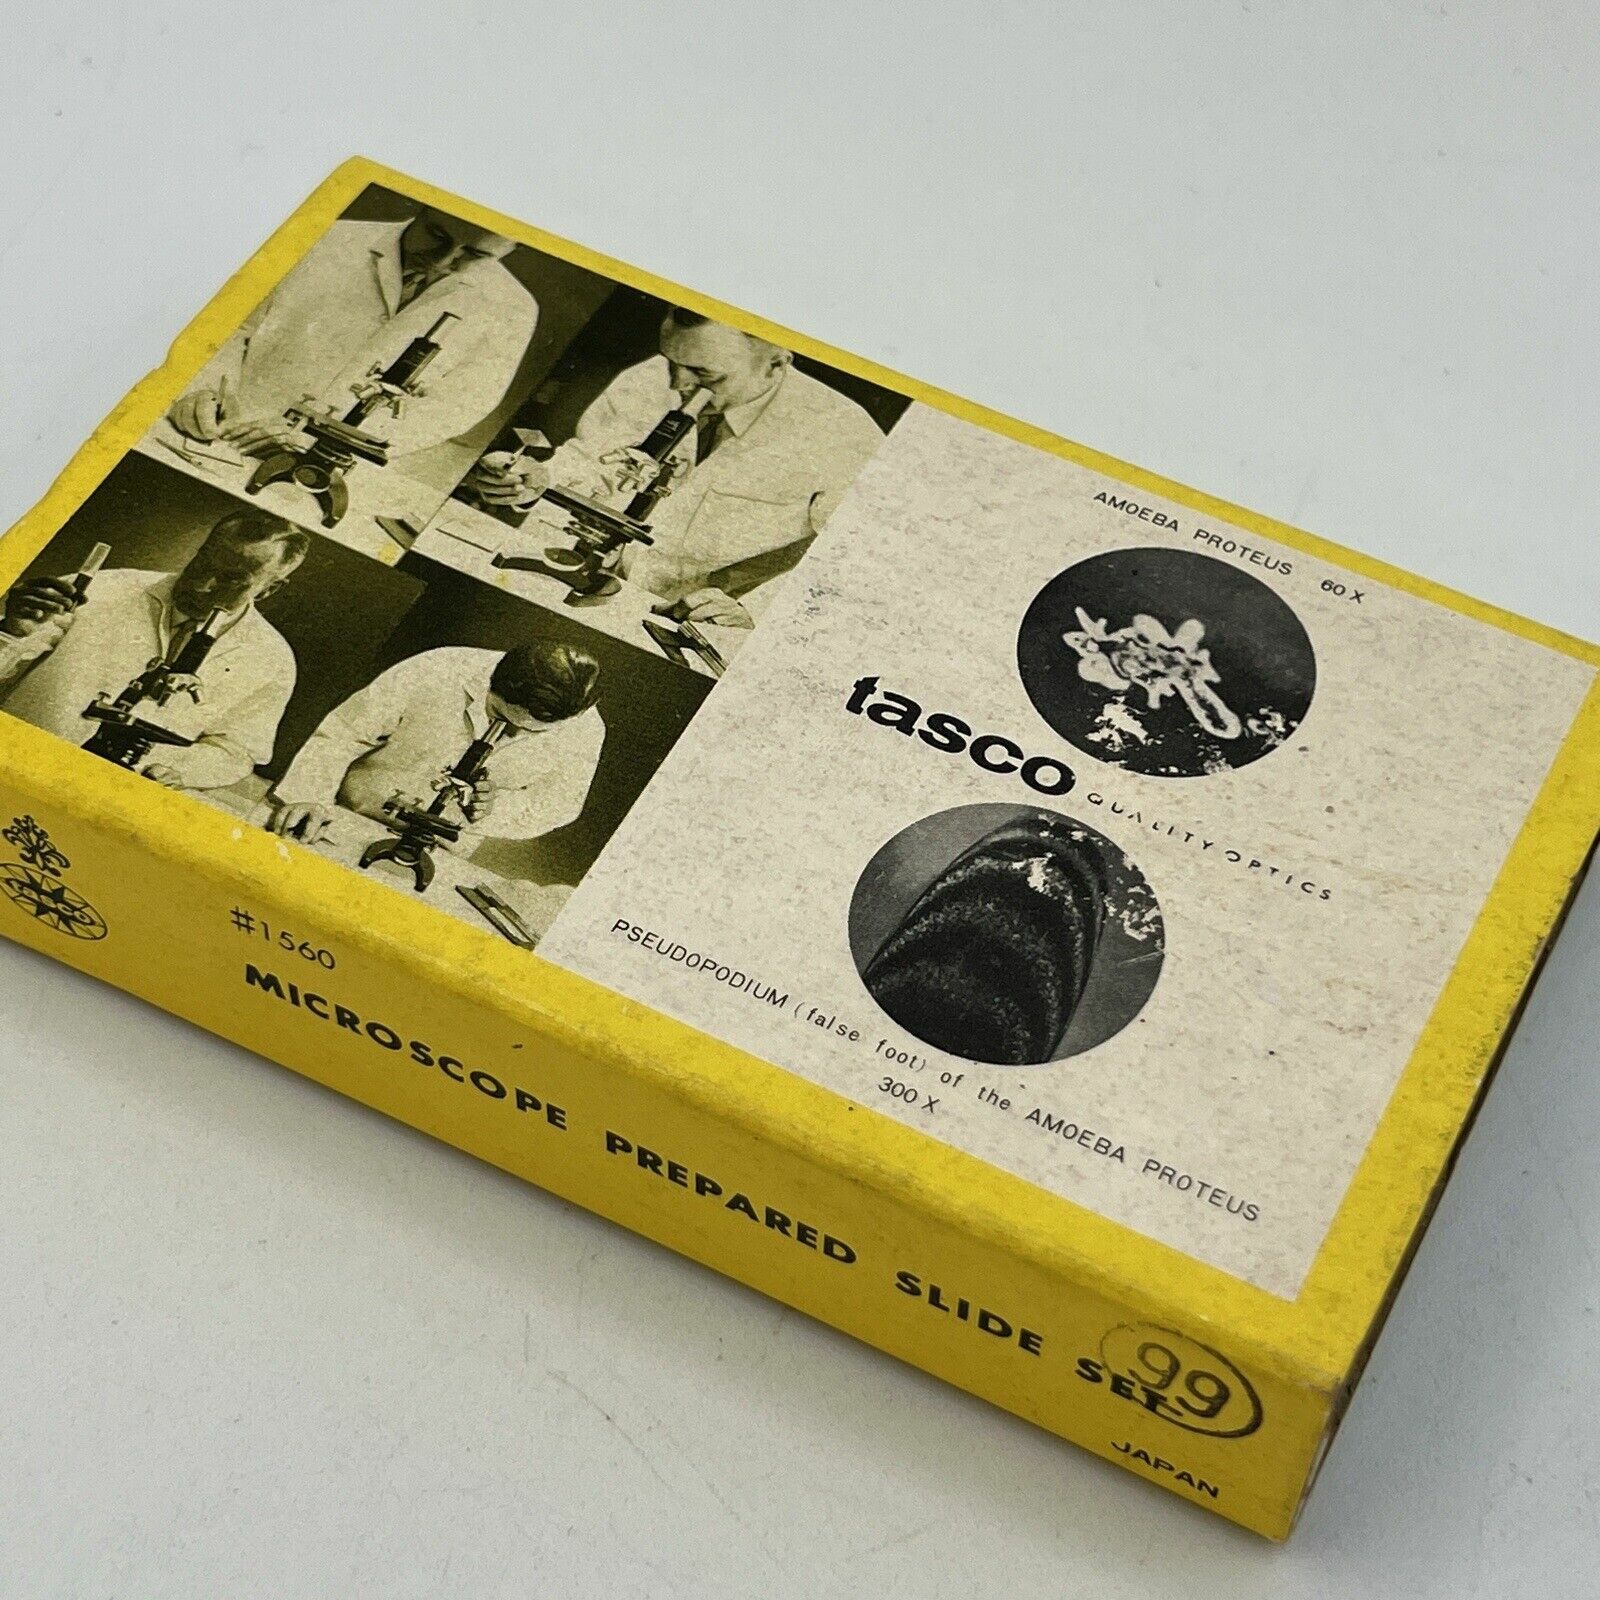 AMOEBA PROTEUS 60 X
tasco QUALITY OPTICS
PSEUDOPODIUM (false foot) of the AMOEBA PROTEUS
300 X
#1560
MICROSCOPE PREPARED SLIDE SET
99
JAPAN